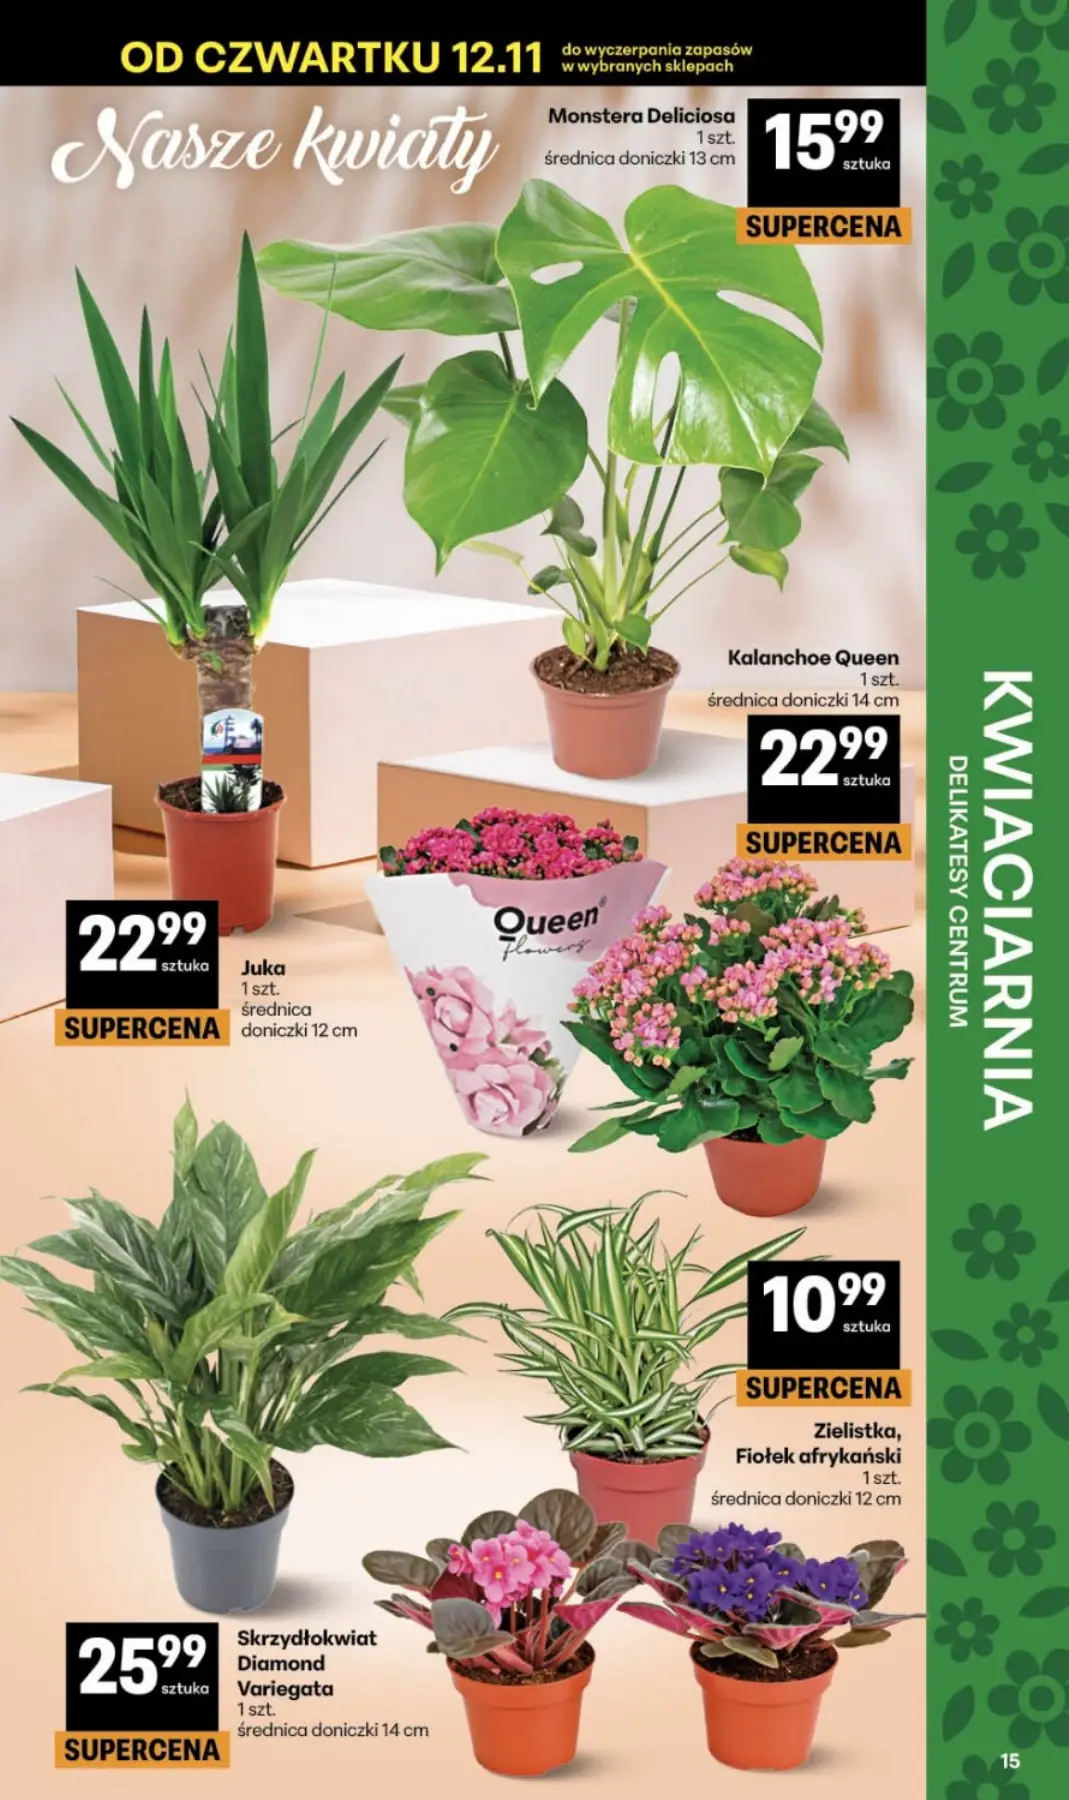 OD CZWARTKU 12.11
do wyczerpania zapasów
w wybranych sklepach
Nasze kwiaty
Monstera Deliciosa
1 szt.
średnica doniczki 13 cm
15 99
sztuka
SUPERCENA
Kalanchoe Queen
1 szt.
średnica doniczki 14 cm
22 99
sztuka
SUPERCENA
Queen®
flowers
22 99
sztuka
SUPERCENA
Juka
1 szt.
średnica
doniczki 12 cm
10 99
sztuka
SUPERCENA
Zielistka,
Fiołek afrykański
1 szt.
średnica doniczki 12 cm
25 99
sztuka
SUPERCENA
Skrzydłokwiat
Diamond
Variegata
1 szt.
średnica doniczki 14 cm
KWIACIARNIA
DELIKATESY CENTRUM
15